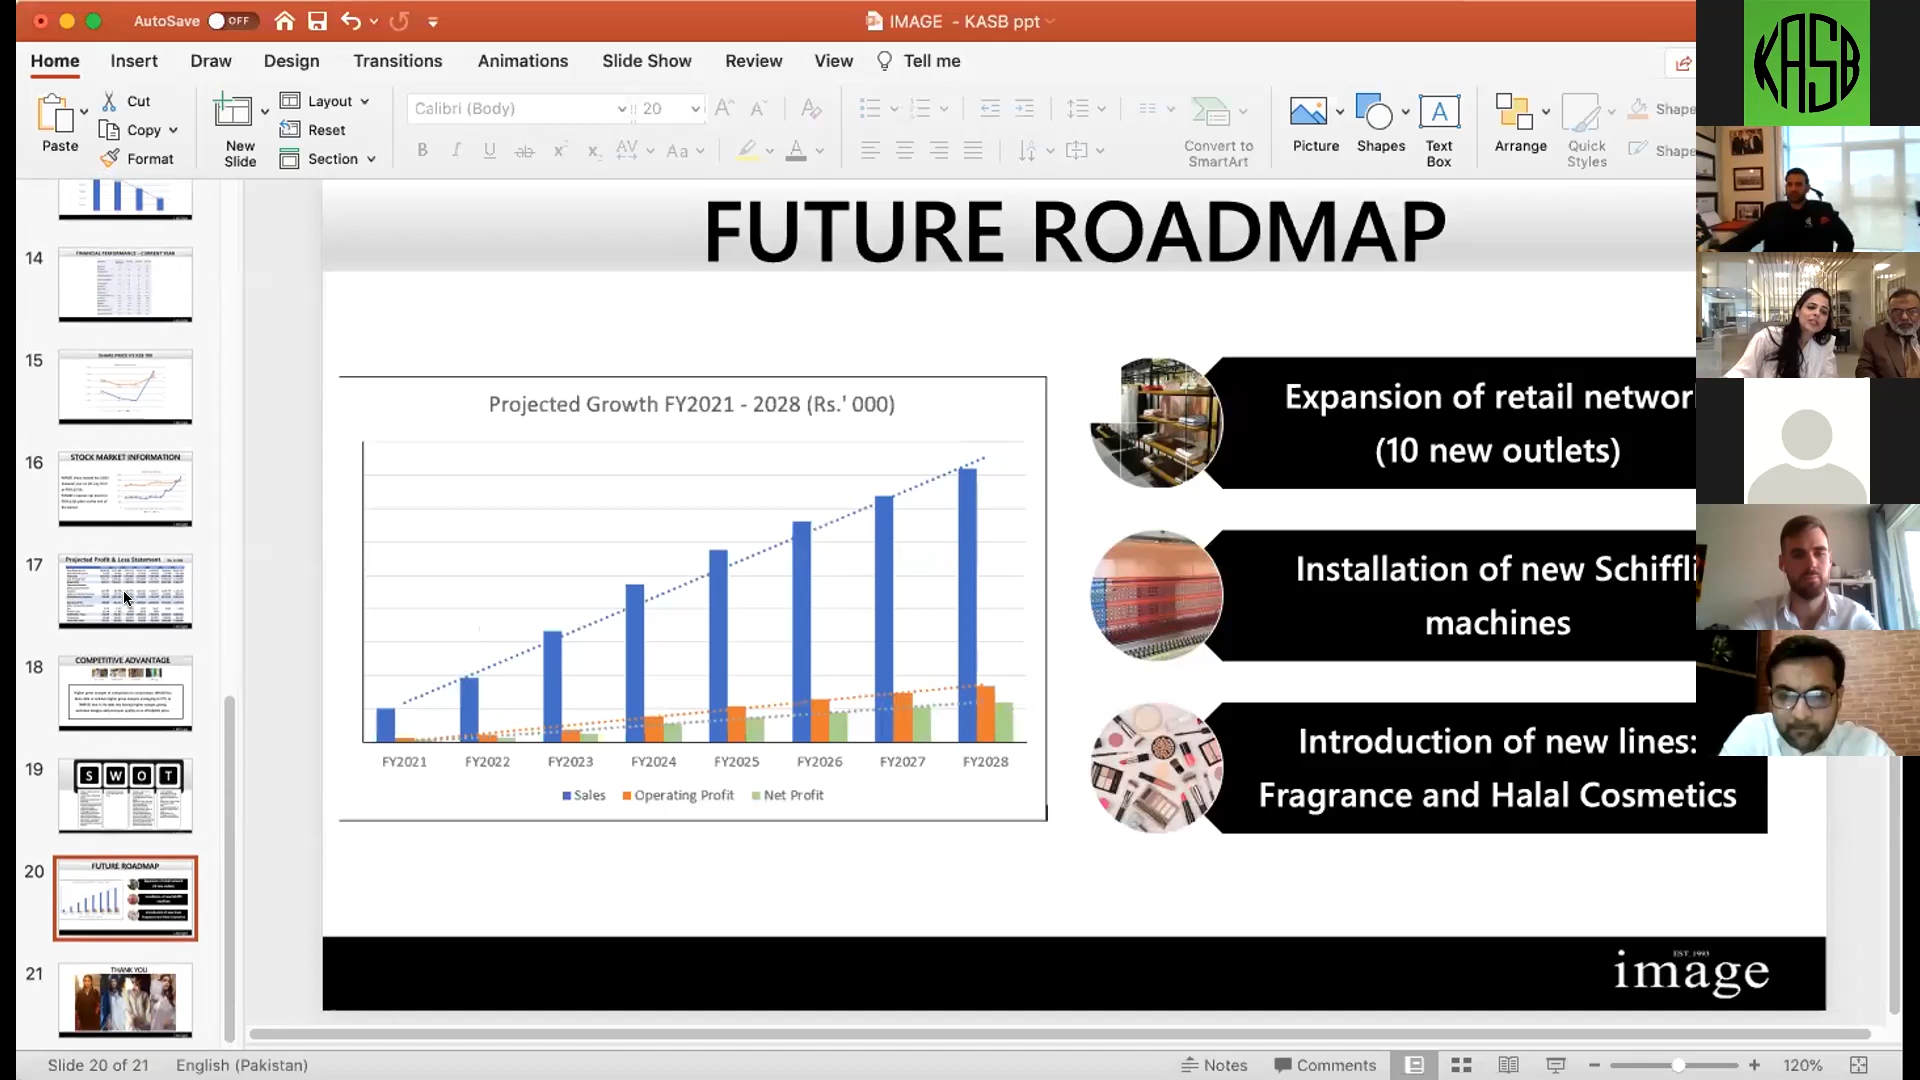 AutoSave OFF
IMAGE - KASB ppt
KASB
Home Insert Draw Design Transitions Animations Slide Show Review View Tell me
Paste
Cut
Copy
Format
New
Slide
Layout
Reset
Section
Calibri (Body) 20
Convert to
SmartArt
Picture
Shapes
Text
Box
Arrange
Quick
Styles
Shape
Shape
14
FINANCIAL PERFORMANCE - CURRENT YEAR
15
16
STOCK MARKET INFORMATION
17
Projected Profit & Loss Statement
18
COMPETITIVE ADVANTAGE
19
S W O T
20
FUTURE ROADMAP
21
THANK YOU
FUTURE ROADMAP
Projected Growth FY2021 - 2028 (Rs.' 000)
FY2021 FY2022 FY2023 FY2024 FY2025 FY2026 FY2027 FY2028
Sales Operating Profit Net Profit
Expansion of retail networ
(10 new outlets)
Installation of new Schiffli
machines
Introduction of new lines:
Fragrance and Halal Cosmetics
EST. 1993
image
Slide 20 of 21 English (Pakistan) Notes Comments 120%